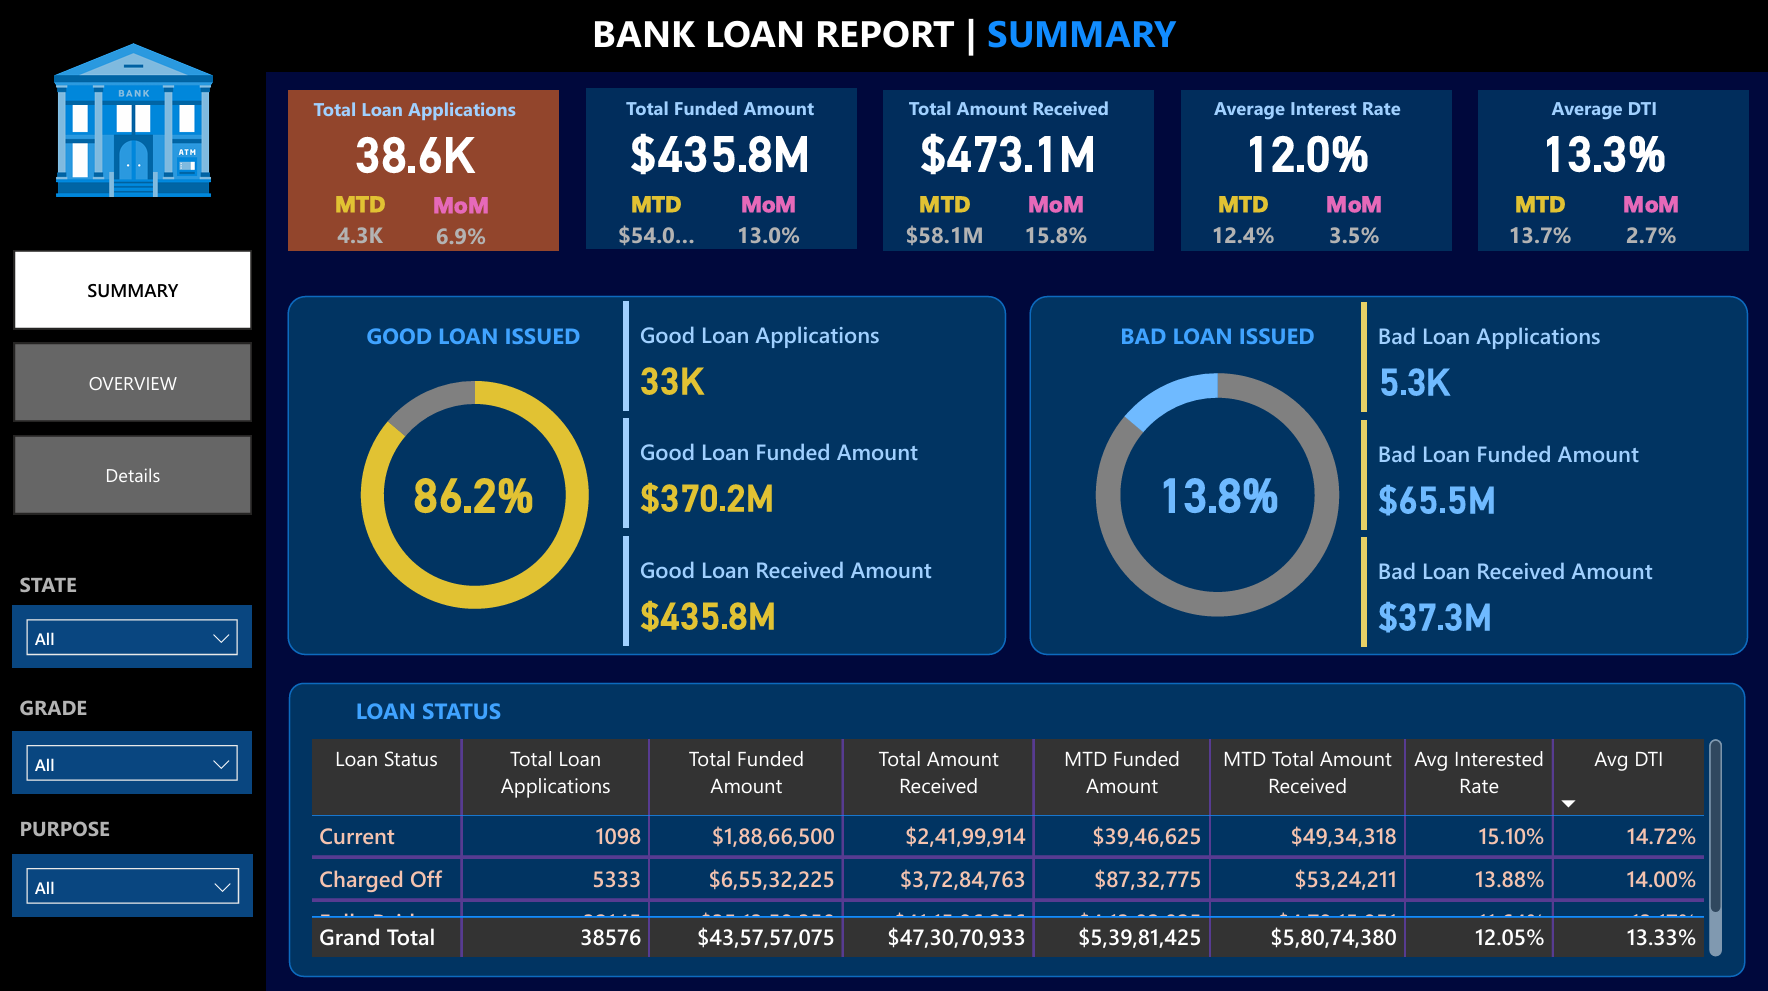 BANK LOAN REPORT | SUMMARY
BANK
ATM
SUMMARY
OVERVIEW
Details
STATE
All
GRADE
All
PURPOSE
All
Total Loan Applications
38.6K
MTD MoM
4.3K 6.9%
Total Funded Amount
$435.8M
MTD MoM
$54.0... 13.0%
Total Amount Received
$473.1M
MTD MoM
$58.1M 15.8%
Average Interest Rate
12.0%
MTD MoM
12.4% 3.5%
Average DTI
13.3%
MTD MoM
13.7% 2.7%
GOOD LOAN ISSUED
86.2%
Good Loan Applications
33K
Good Loan Funded Amount
$370.2M
Good Loan Received Amount
$435.8M
BAD LOAN ISSUED
13.8%
Bad Loan Applications
5.3K
Bad Loan Funded Amount
$65.5M
Bad Loan Received Amount
$37.3M
LOAN STATUS
Loan Status Total Loan Total Funded Total Amount MTD Funded MTD Total Amount Avg Interested Avg DTI
Applications Amount Received Amount Received Rate
Current 1098 $1,88,66,500 $2,41,99,914 $39,46,625 $49,34,318 15.10% 14.72%
Charged Off 5333 $6,55,32,225 $3,72,84,763 $87,32,775 $53,24,211 13.88% 14.00%
Grand Total 38576 $43,57,57,075 $47,30,70,933 $5,39,81,425 $5,80,74,380 12.05% 13.33%